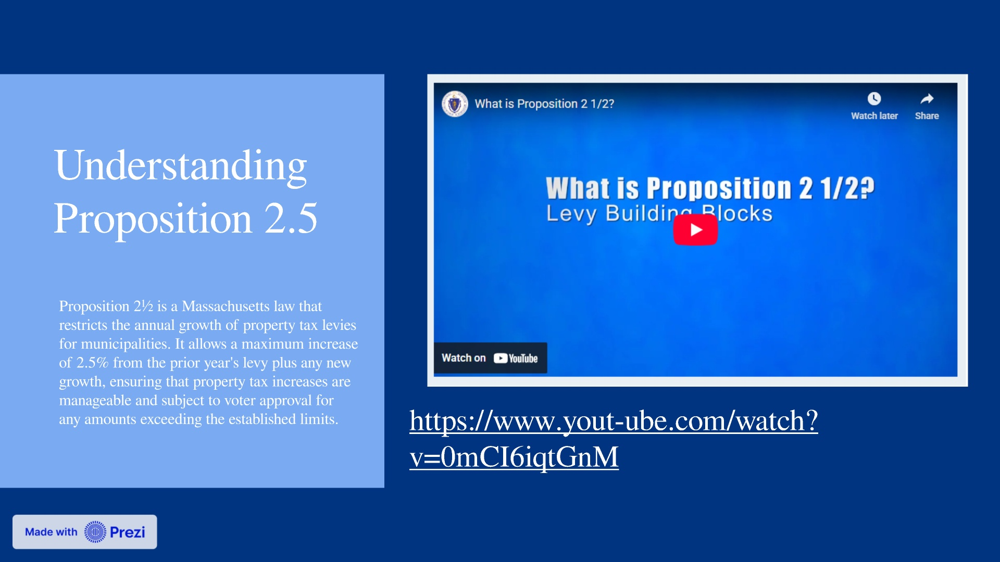 Understanding
Proposition 2.5
Proposition 2½ is a Massachusetts law that
restricts the annual growth of property tax levies
for municipalities. It allows a maximum increase
of 2.5% from the prior year's levy plus any new
growth, ensuring that property tax increases are
manageable and subject to voter approval for
any amounts exceeding the established limits.
What is Proposition 2 1/2?
Watch later
Share
What is Proposition 2 1/2?
Levy Building Blocks
Watch on YouTube
https://www.yout-ube.com/watch?
v=0mCI6iqtGnM
Made with Prezi